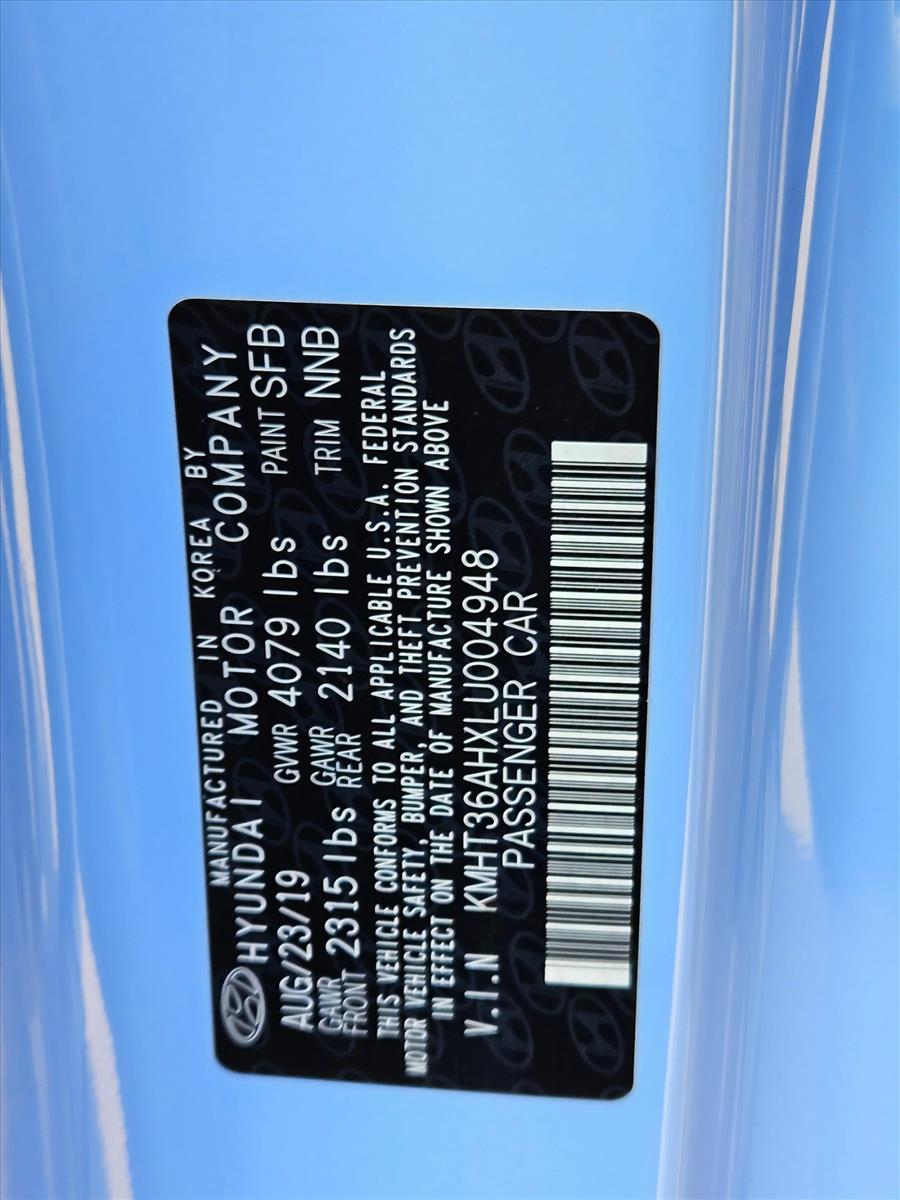 MANUFACTURED IN KOREA BY
HYUNDAI MOTOR COMPANY
AUG/23/19 GVWR 4079 lbs PAINT SFB
GAWR FRONT 2315 lbs GAWR REAR 2140 lbs TRIM NNB
THIS VEHICLE CONFORMS TO ALL APPLICABLE U.S.A. FEDERAL
MOTOR VEHICLE SAFETY, BUMPER, AND THEFT PREVENTION STANDARDS
IN EFFECT ON THE DATE OF MANUFACTURE SHOWN ABOVE
V.I.N KMHT36AHXLU004948
PASSENGER CAR